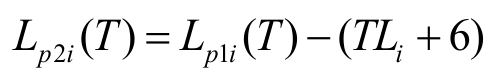 L_{p2i}(T) = L_{p1i}(T) − (TL_i + 6)